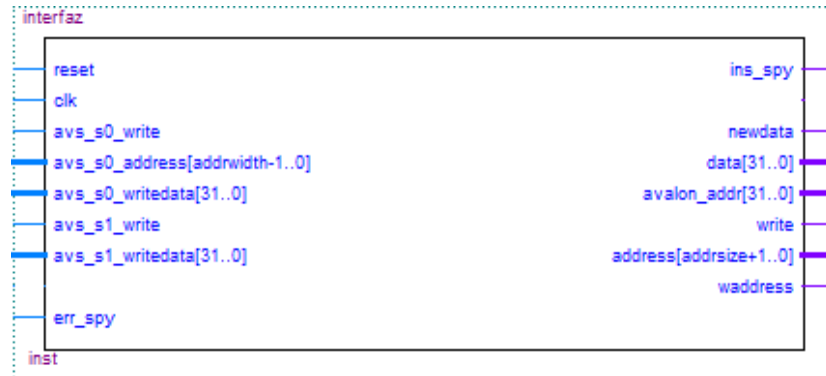 interfaz
reset
clk
avs_s0_write
avs_s0_address[addrwidth-1..0]
avs_s0_writedata[31..0]
avs_s1_write
avs_s1_writedata[31..0]
err_spy
ins_spy
newdata
data[31..0]
avalon_addr[31..0]
write
address[addrsize+1..0]
waddress
inst